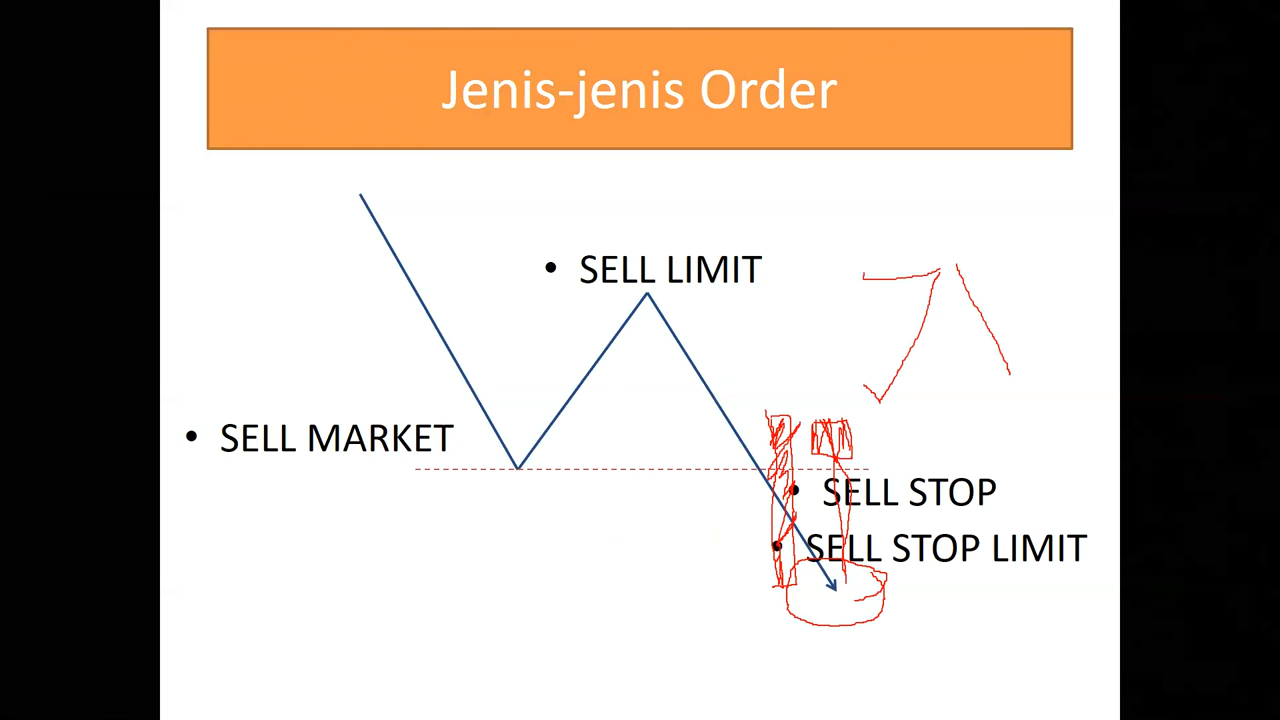 Jenis-jenis Order
• SELL LIMIT
• SELL MARKET
• SELL STOP
• SELL STOP LIMIT